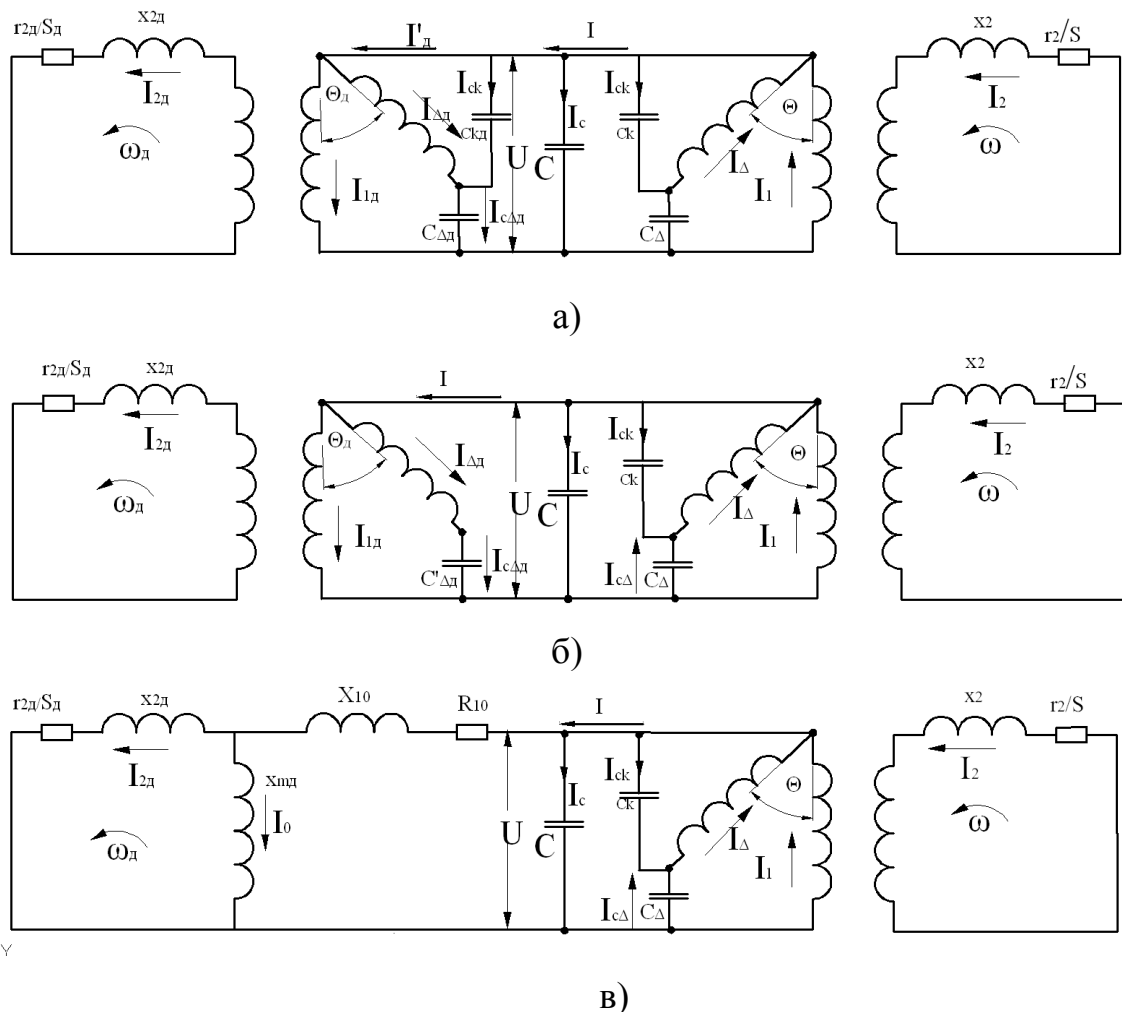 r2д/Sд x2д I'д I x2 r2/S
I2д Θд IΔд Ick Ckд Ic Ick Ck Θ I2
ωд U C IΔ ω
I1д CΔд IcΔд CΔ I1
а)
r2д/Sд x2д I x2 r2/S
I2д Θд IΔд Ic Ick Ck Θ I2
ωд U C IΔ ω
I1д C'Δд IcΔд IcΔ CΔ I1
б)
r2д/Sд x2д X10 R10 I x2 r2/S
I2д Xmд I0 Ic Ick Ck Θ I2
ωд U C IΔ ω
IcΔ CΔ I1
Y
в)